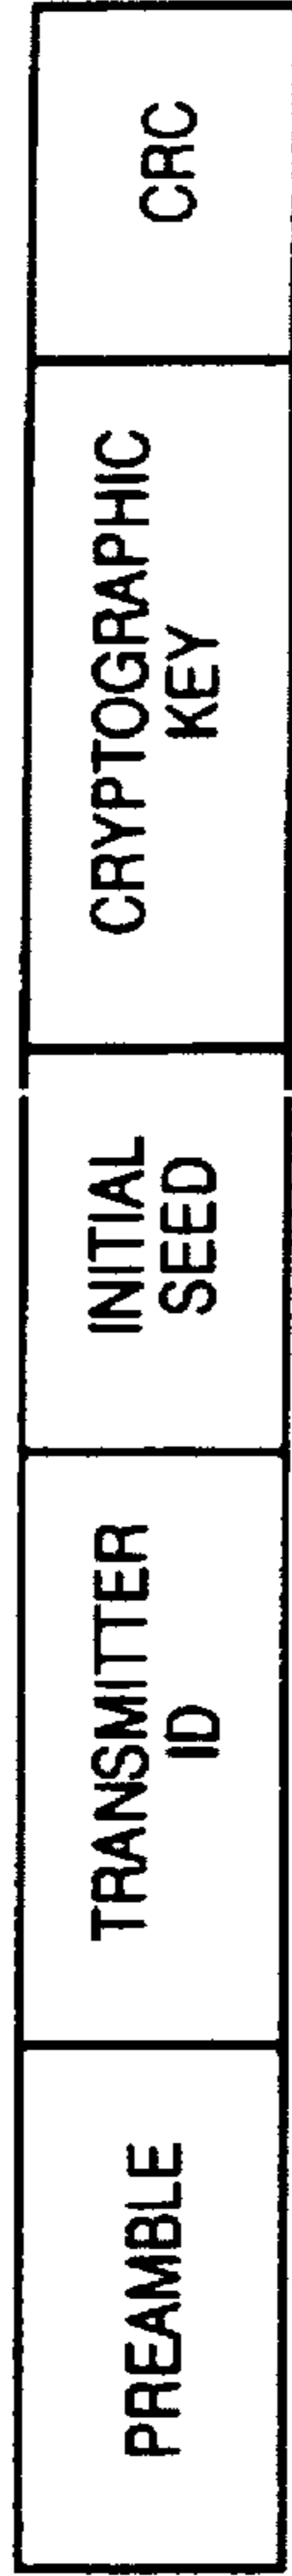 PREAMBLE
TRANSMITTER
ID
INITIAL
SEED
CRYPTOGRAPHIC
KEY
CRC